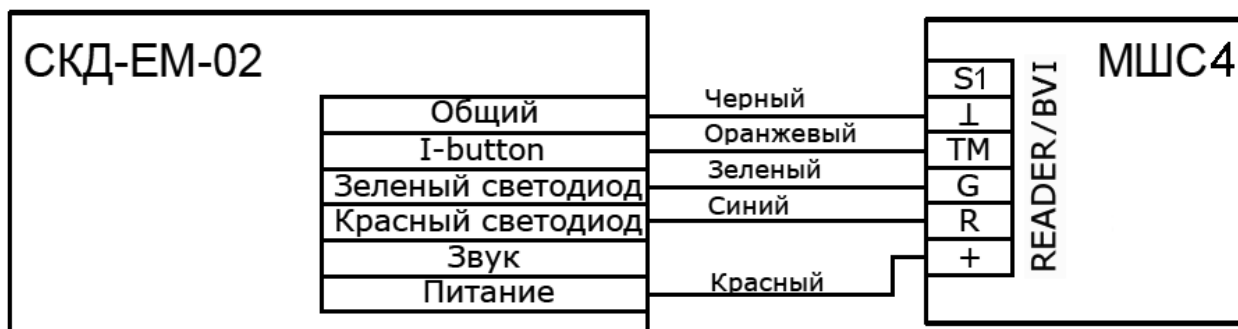 СКД-ЕМ-02
Общий
I-button
Зеленый светодиод
Красный светодиод
Звук
Питание
Черный
Оранжевый
Зеленый
Синий
Красный
МШС4
S1
⊥
TM
G
R
+
READER/BVI